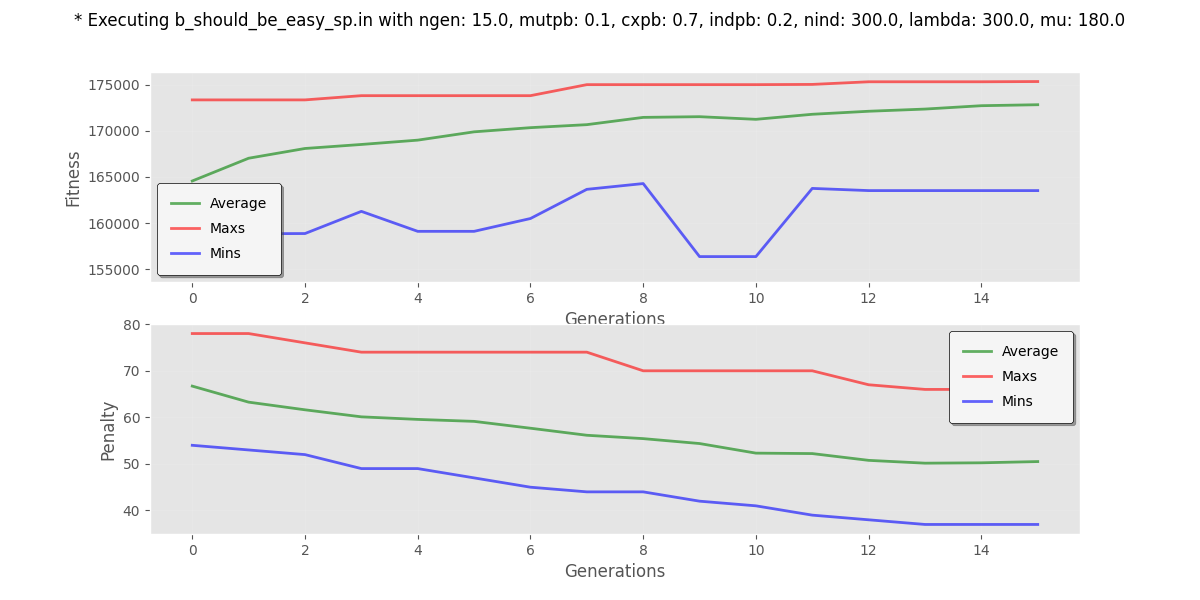 * Executing b_should_be_easy_sp.in with ngen: 15.0, mutpb: 0.1, cxpb: 0.7, indpb: 0.2, nind: 300.0, lambda: 300.0, mu: 180.0
175000
170000
165000
160000
155000
Fitness
Average
Maxs
Mins
0 2 4 6 8 10 12 14
Generations
80
70
60
50
40
Penalty
Average
Maxs
Mins
0 2 4 6 8 10 12 14
Generations